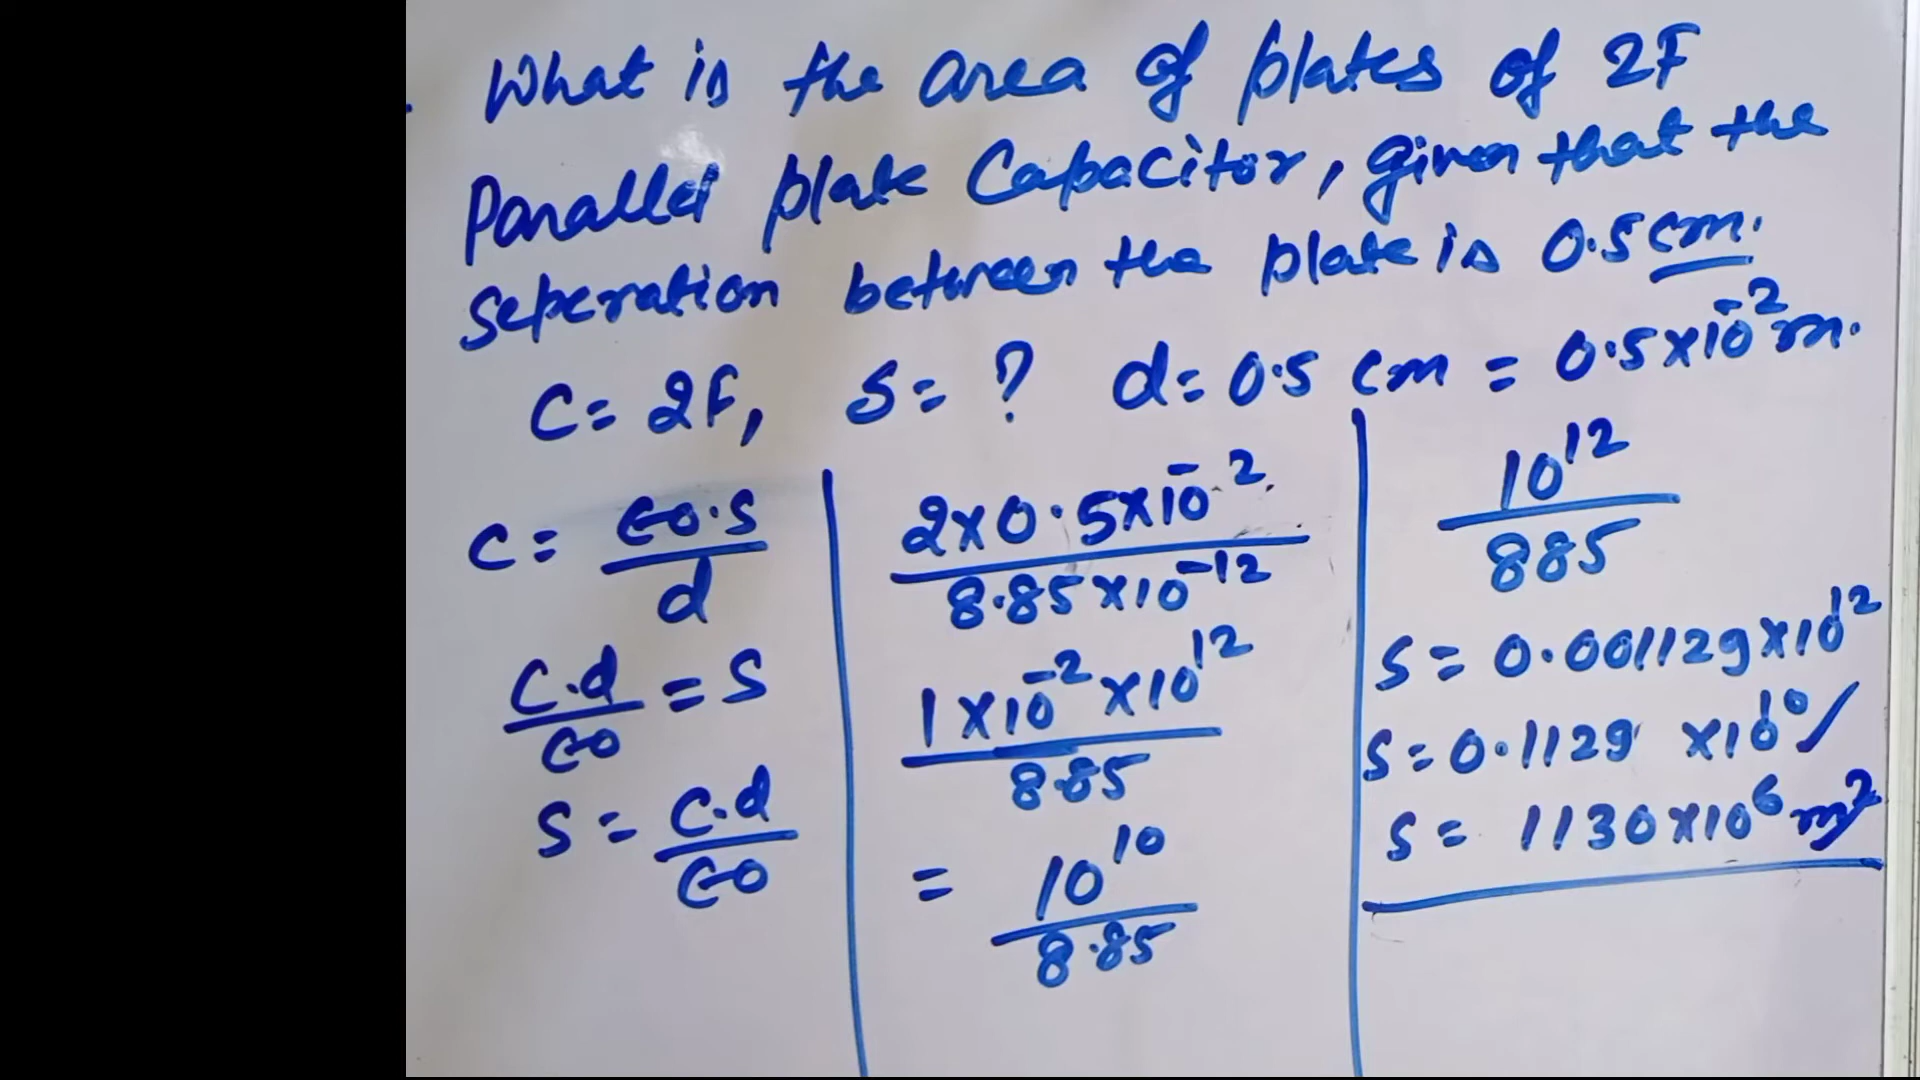 What is the area of plates of 2F
Parallel plate Capacitor, given that the
seperation between the plate is 0.5 cm.
C = 2F, S = ? d = 0.5 cm = 0.5×10⁻² m.
C = ϵ0.S / d
C.d / ϵ0 = S
S = C.d / ϵ0
2×0.5×10⁻² / 8.85×10⁻¹²
1×10⁻²×10¹² / 8.85
= 10¹⁰ / 8.85
10¹² / 885
S = 0.001129×10¹²
S = 0.1129 ×10¹⁰/
S = 1130×10⁶ m²